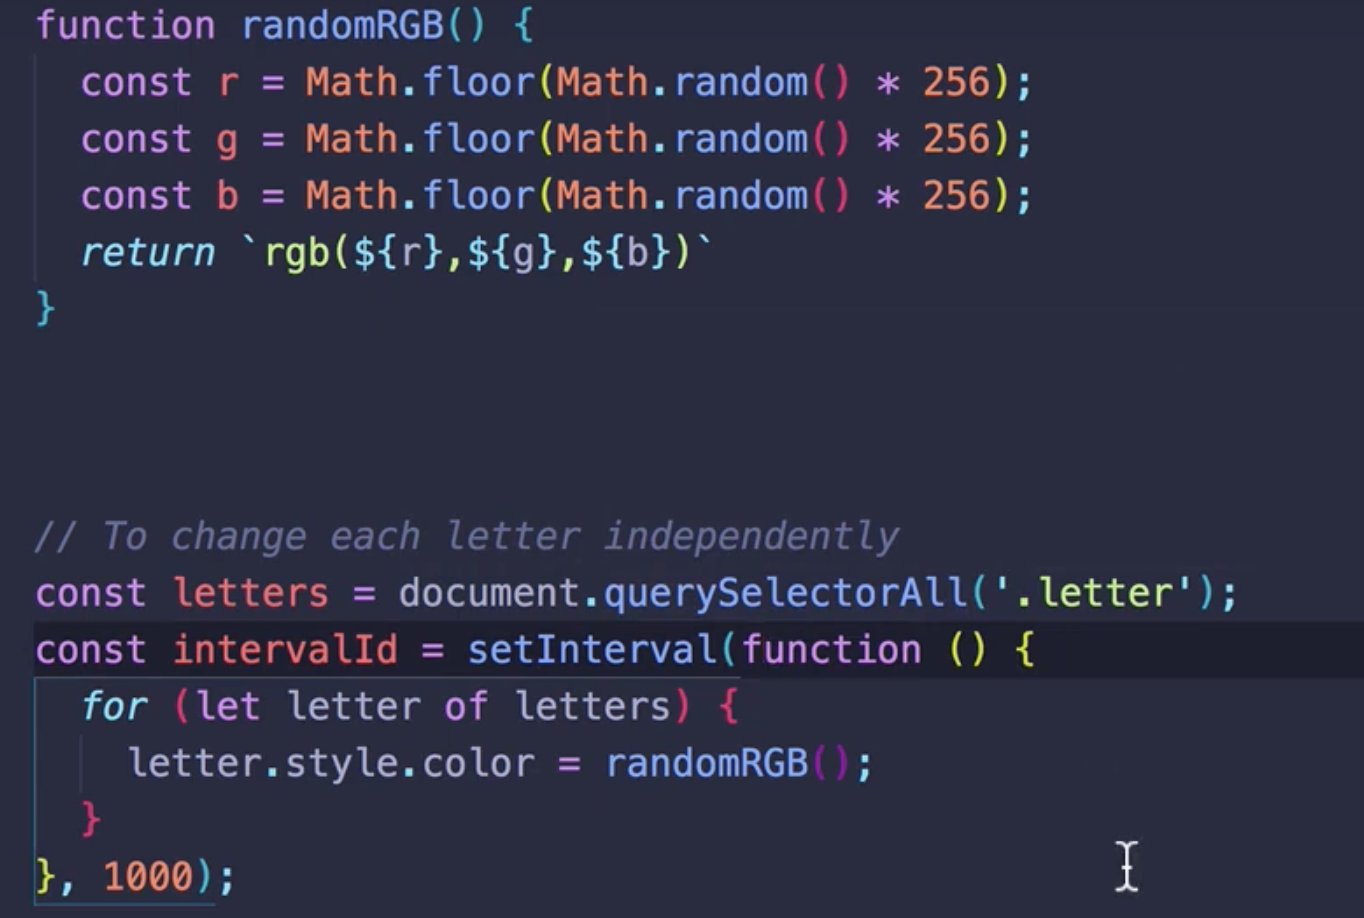 function randomRGB() {
  const r = Math.floor(Math.random() * 256);
  const g = Math.floor(Math.random() * 256);
  const b = Math.floor(Math.random() * 256);
  return `rgb(${r},${g},${b})`
}
// To change each letter independently
const letters = document.querySelectorAll('.letter');
const intervalId = setInterval(function () {
  for (let letter of letters) {
    letter.style.color = randomRGB();
  }
}, 1000);